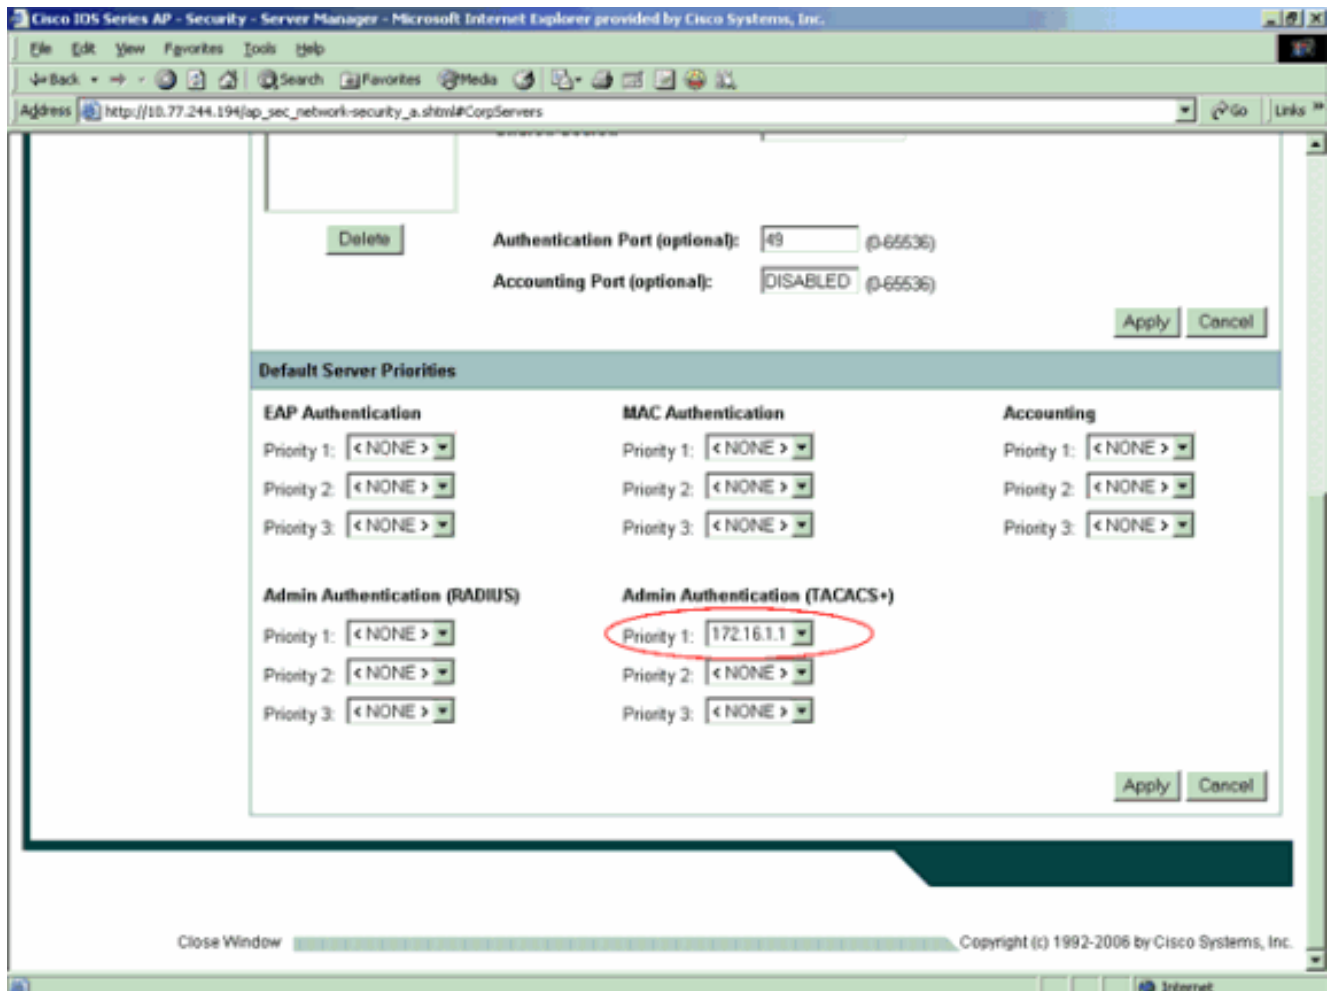 Cisco IOS Series AP - Security - Server Manager - Microsoft Internet Explorer provided by Cisco Systems, Inc.
File Edit View Favorites Tools Help
Back Search Favorites Media
Address http://10.77.244.194/ap_sec_network-security_a.shtml#CorpServers Go Links »
Delete Authentication Port (optional): 49 (0-65536)
Accounting Port (optional): DISABLED (0-65536)
Apply Cancel
Default Server Priorities
EAP Authentication MAC Authentication Accounting
Priority 1: < NONE > Priority 1: < NONE > Priority 1: < NONE >
Priority 2: < NONE > Priority 2: < NONE > Priority 2: < NONE >
Priority 3: < NONE > Priority 3: < NONE > Priority 3: < NONE >
Admin Authentication (RADIUS) Admin Authentication (TACACS+)
Priority 1: < NONE > Priority 1: 172.16.1.1
Priority 2: < NONE > Priority 2: < NONE >
Priority 3: < NONE > Priority 3: < NONE >
Apply Cancel
Close Window Copyright (c) 1992-2006 by Cisco Systems, Inc.
Internet